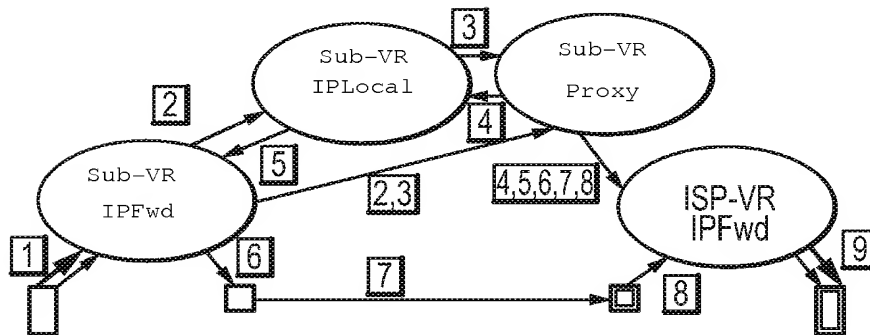 3
Sub-VR
IPLocal
Sub-VR
Proxy
2
4
5
Sub-VR
IPFwd
2,3
4,5,6,7,8
ISP-VR
IPFwd
1
6
7
8
9